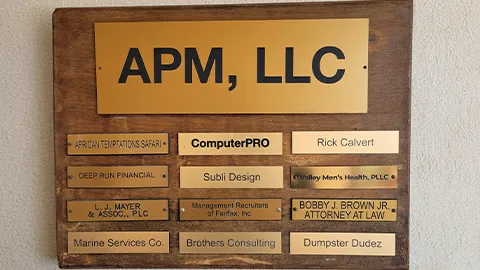 APM, LLC
AFRICAN TEMPTATIONS SAFARI
ComputerPRO
Rick Calvert
DEEP RUN FINANCIAL
Subli Design
Valley Men's Health, PLLC
L. J. MAYER
& ASSOC., PLC
Management Recruiters
of Fairfax, Inc.
BOBBY J. BROWN JR.
ATTORNEY AT LAW
Marine Services Co.
Brothers Consulting
Dumpster Dudez